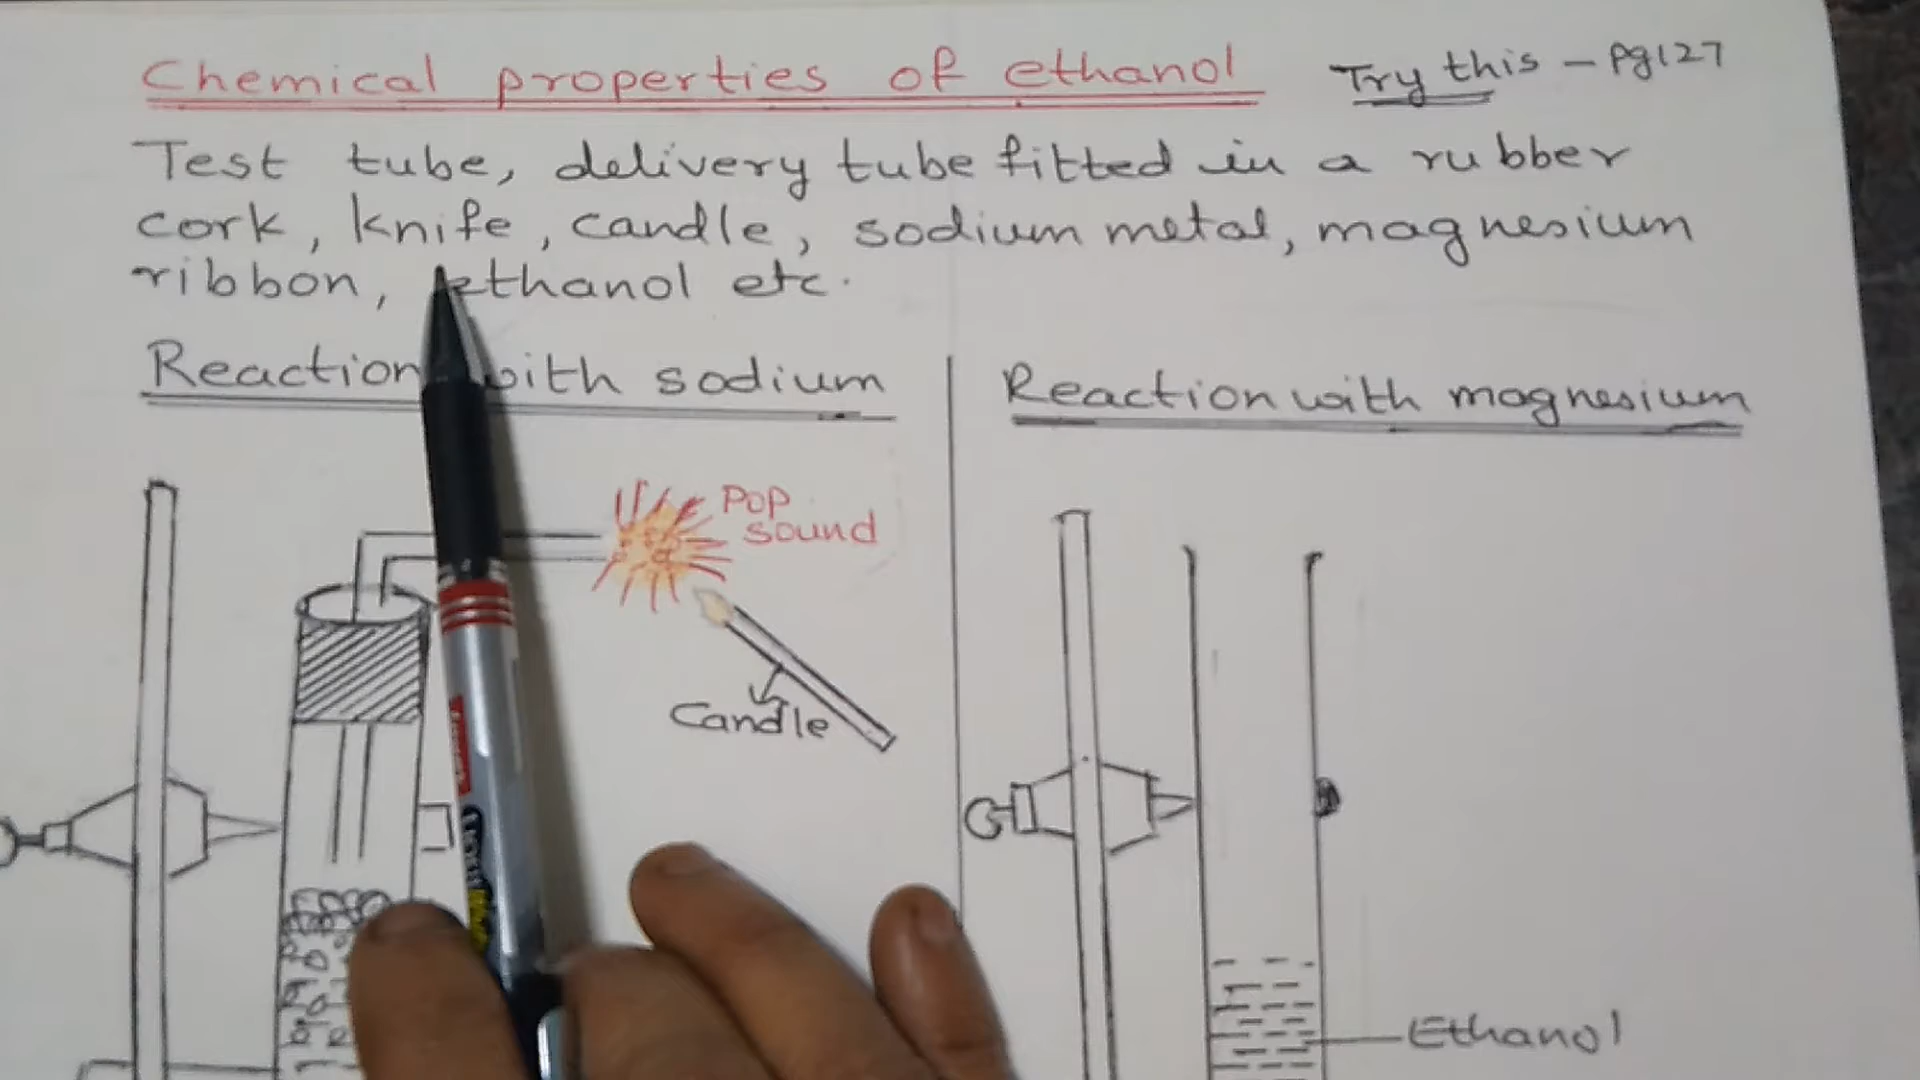 Chemical properties of ethanol Try this - Pg127
Test tube, delivery tube fitted in a rubber
cork, knife, candle, sodium metal, magnesium
ribbon, ethanol etc.
Reaction with sodium
Reaction with magnesium
Pop
sound
Candle
Ethanol